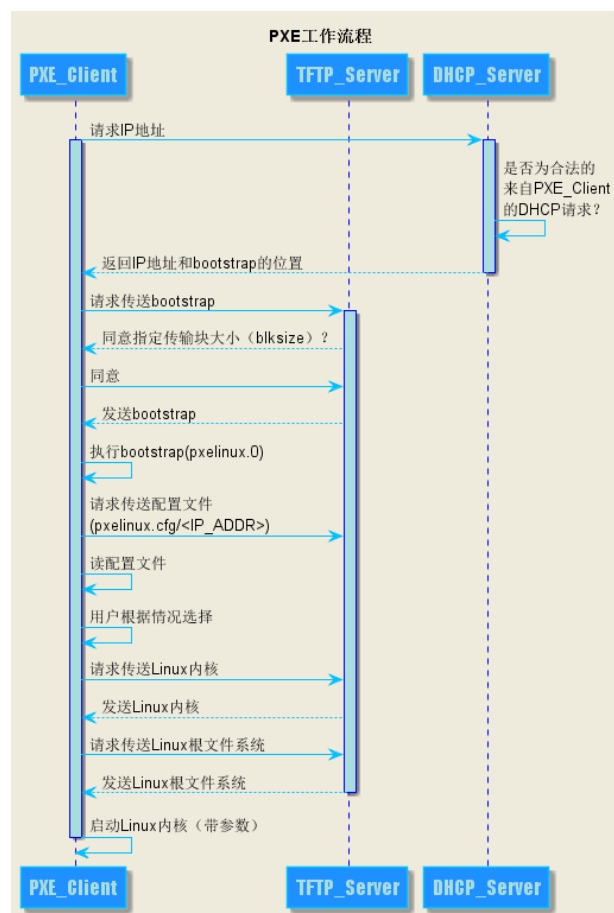 PXE工作流程
PXE_Client
TFTP_Server
DHCP_Server
请求IP地址
是否为合法的
来自PXE_Client
的DHCP请求？
返回IP地址和bootstrap的位置
请求传送bootstrap
同意指定传输块大小（blksize）？
同意
发送bootstrap
执行bootstrap(pxelinux.0)
请求传送配置文件
(pxelinux.cfg/<IP_ADDR>)
读配置文件
用户根据情况选择
请求传送Linux内核
发送Linux内核
请求传送Linux根文件系统
发送Linux根文件系统
启动Linux内核（带参数）
PXE_Client
TFTP_Server
DHCP_Server